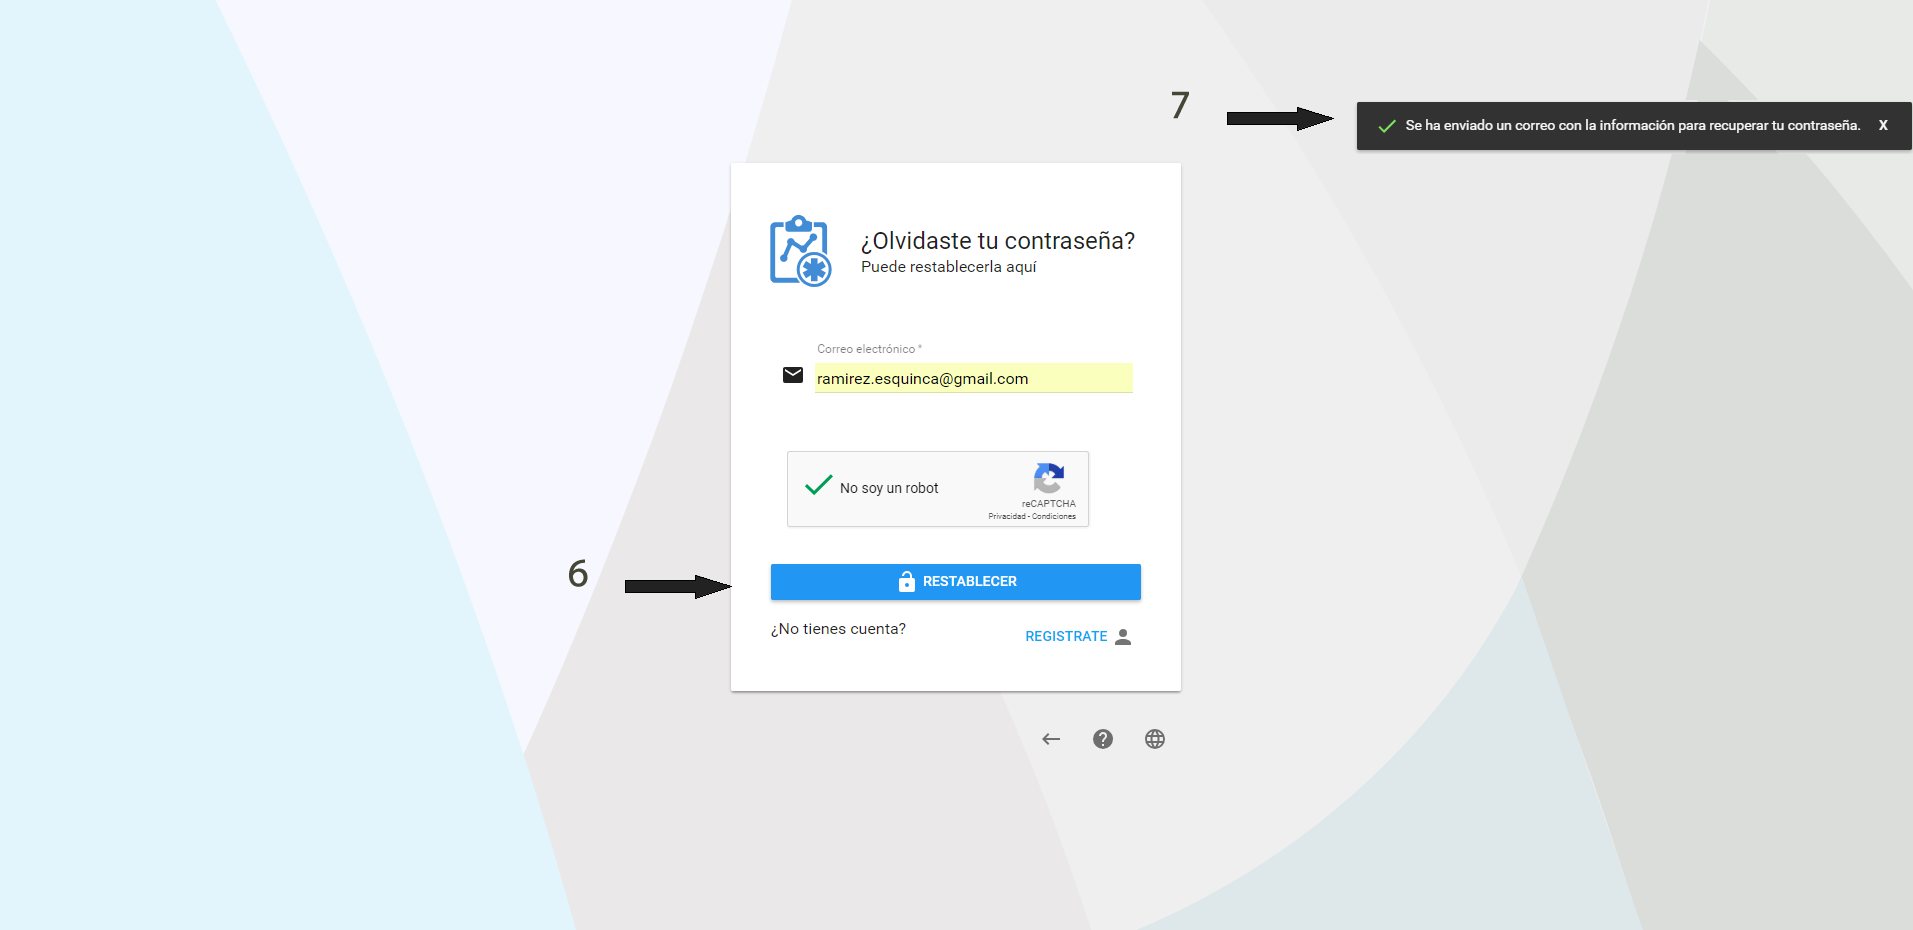 7
Se ha enviado un correo con la información para recuperar tu contraseña. X
¿Olvidaste tu contraseña?
Puede restablecerla aquí
Correo electrónico *
ramirez.esquinca@gmail.com
No soy un robot
reCAPTCHA
Privacidad - Condiciones
6
RESTABLECER
¿No tienes cuenta?
REGISTRATE